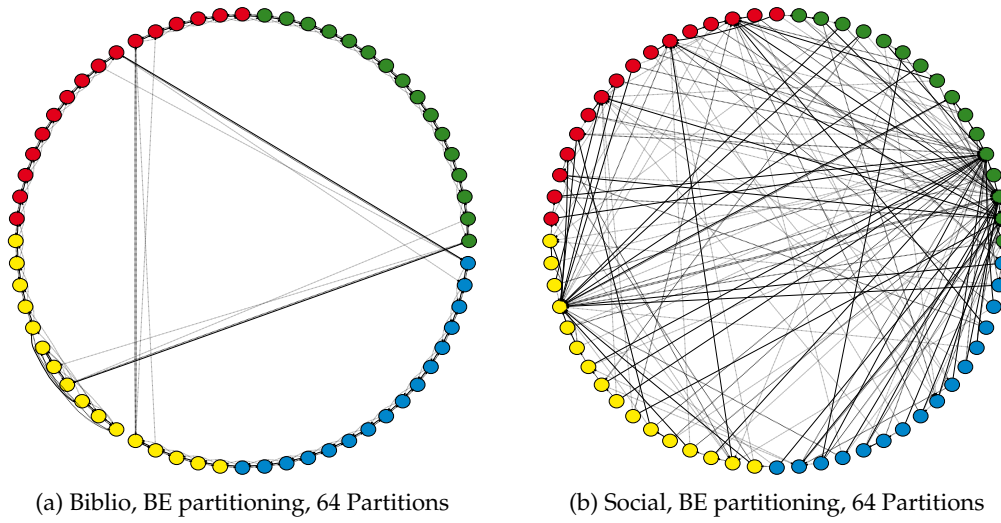 (a) Biblio, BE partitioning, 64 Partitions
(b) Social, BE partitioning, 64 Partitions